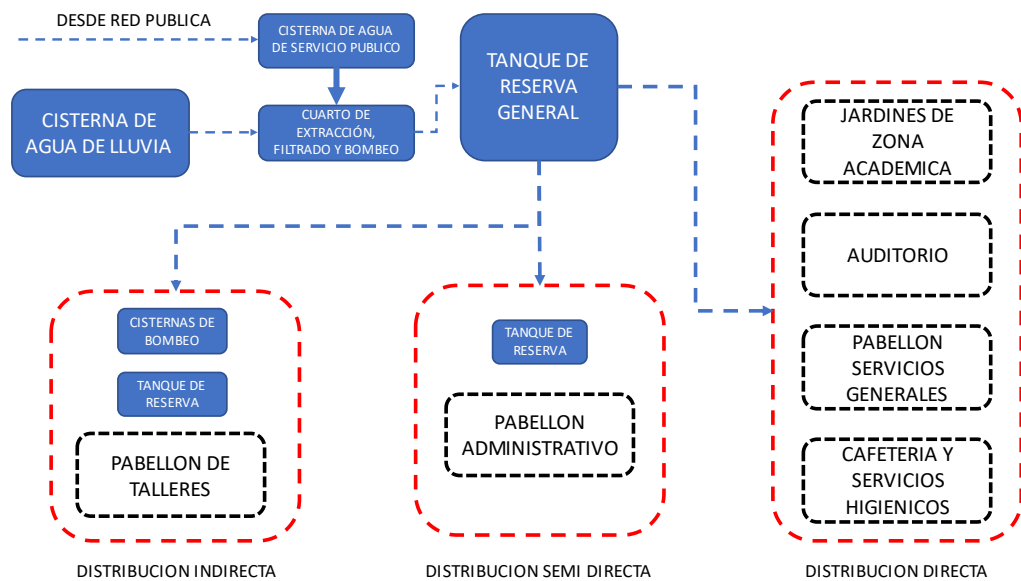 DESDE RED PUBLICA
CISTERNA DE AGUA
DE SERVICIO PUBLICO
TANQUE DE
RESERVA
GENERAL
CISTERNA DE
AGUA DE LLUVIA
CUARTO DE
EXTRACCIÓN,
FILTRADO Y BOMBEO
JARDINES DE
ZONA
ACADEMICA
AUDITORIO
PABELLON
SERVICIOS
GENERALES
CAFETERIA Y
SERVICIOS
HIGIENICOS
CISTERNAS DE
BOMBEO
TANQUE DE
RESERVA
PABELLON DE
TALLERES
TANQUE DE
RESERVA
PABELLON
ADMINISTRATIVO
DISTRIBUCION INDIRECTA
DISTRIBUCION SEMI DIRECTA
DISTRIBUCION DIRECTA